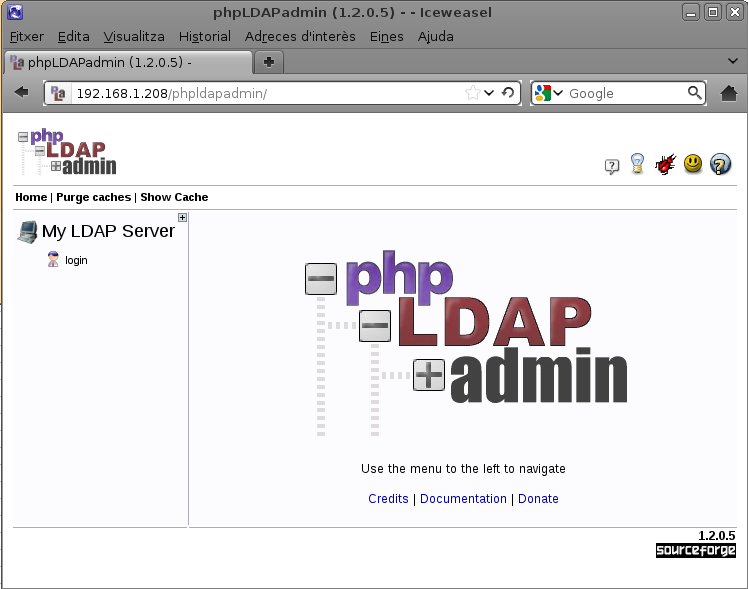 phpLDAPadmin (1.2.0.5) - - Iceweasel
Fitxer Edita Visualitza Historial Adreces d'interès Eines Ajuda
phpLDAPadmin (1.2.0.5) -
192.168.1.208/phpldapadmin/ Google
php
LDAP
admin
Home | Purge caches | Show Cache
My LDAP Server
login
php
LDAP
admin
Use the menu to the left to navigate
Credits | Documentation | Donate
1.2.0.5
sourceforge